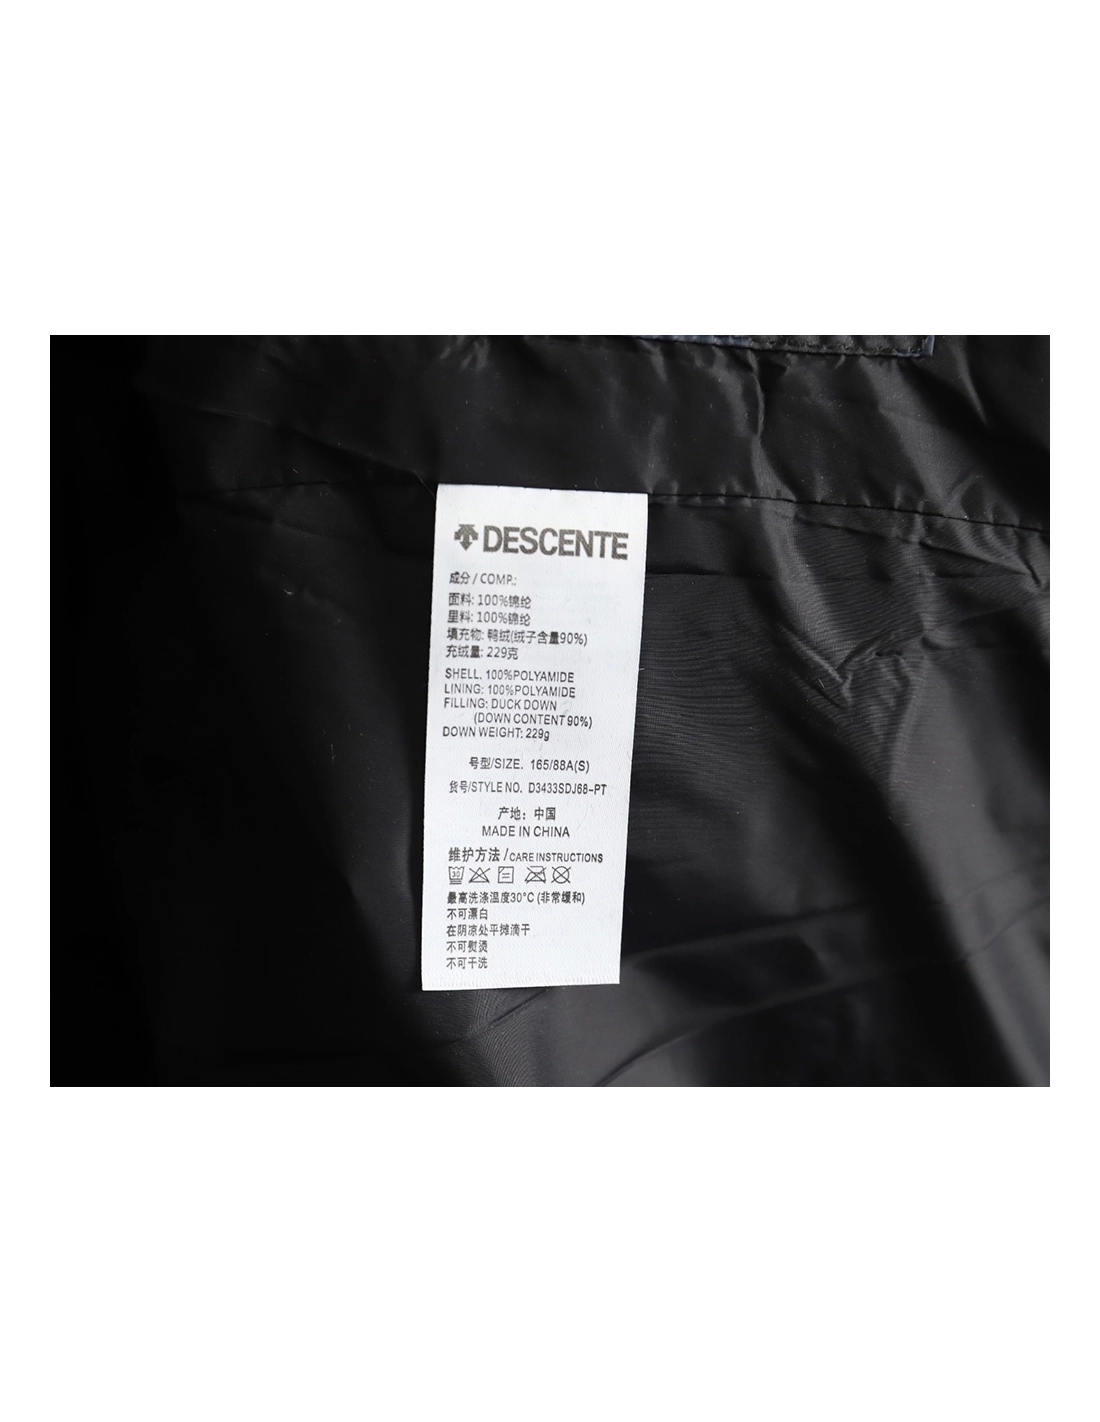 DESCENTE
成分 / COMP.:
面料: 100%锦纶
里料: 100%锦纶
填充物: 鸭绒(绒子含量90%)
充绒量: 229克
SHELL. 100%POLYAMIDE
LINING: 100%POLYAMIDE
FILLING: DUCK DOWN
(DOWN CONTENT 90%)
DOWN WEIGHT: 229g
号型/SIZE. 165/88A(S)
货号/STYLE NO. D3433SDJ68-PT
产地: 中国
MADE IN CHINA
维护方法 / CARE INSTRUCTIONS
30
最高洗涤温度30°C (非常缓和)
不可漂白
在阴凉处平摊滴干
不可熨烫
不可干洗